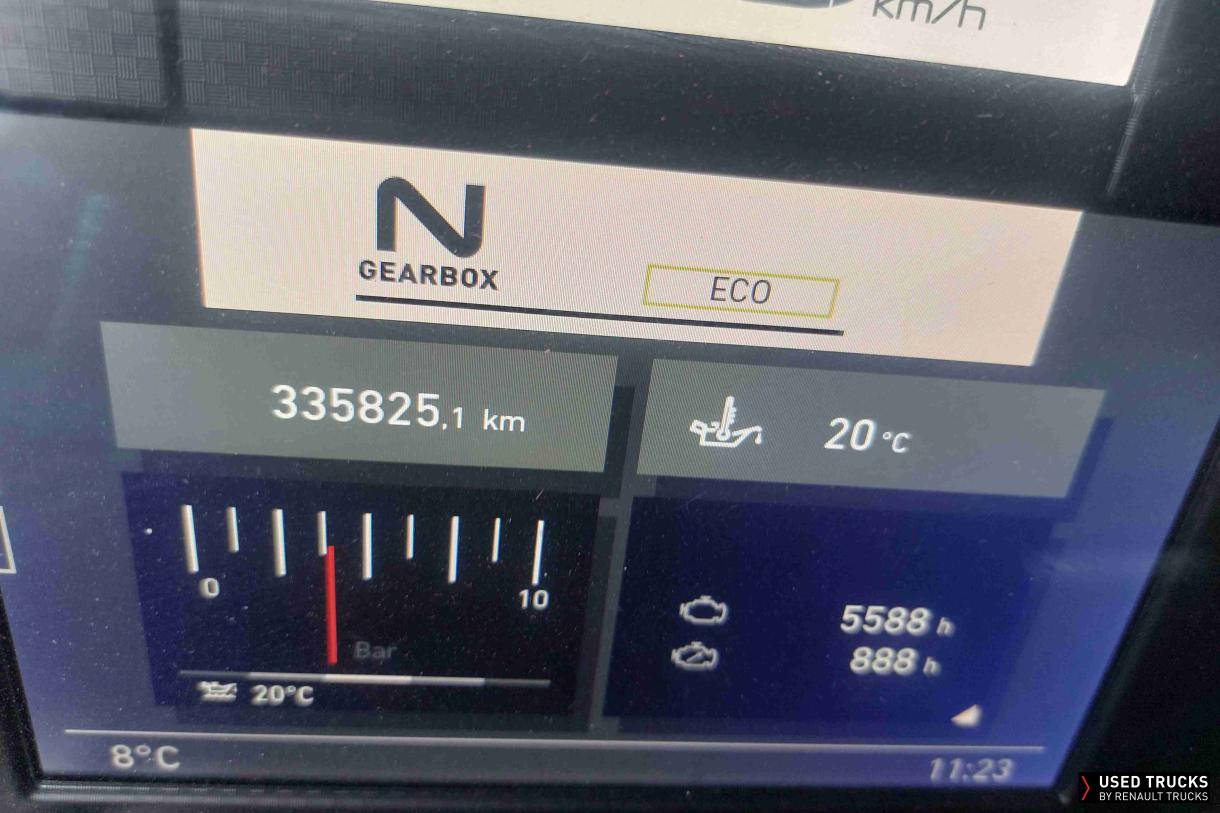 km/h
N
GEARBOX
ECO
335825,1 km
20 °C
0
10
Bar
20°C
5588 h
888 h
8°C
11:23
USED TRUCKS
BY RENAULT TRUCKS